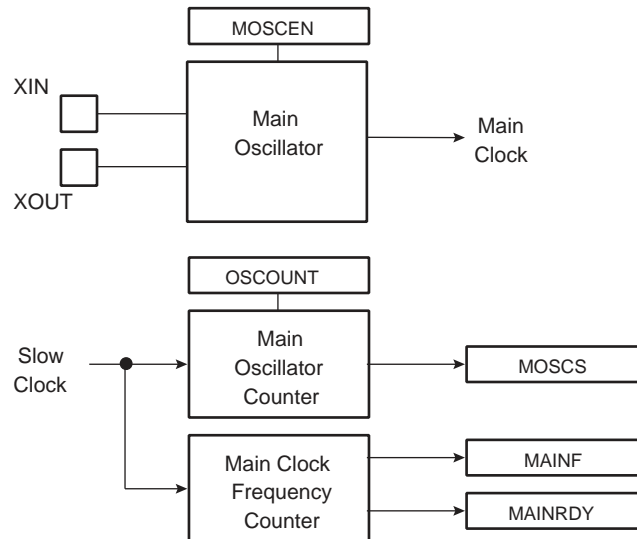 MOSCEN
XIN
Main
Oscillator
Main
Clock
XOUT
OSCOUNT
Slow
Clock
Main
Oscillator
Counter
MOSCS
Main Clock
Frequency
Counter
MAINF
MAINRDY